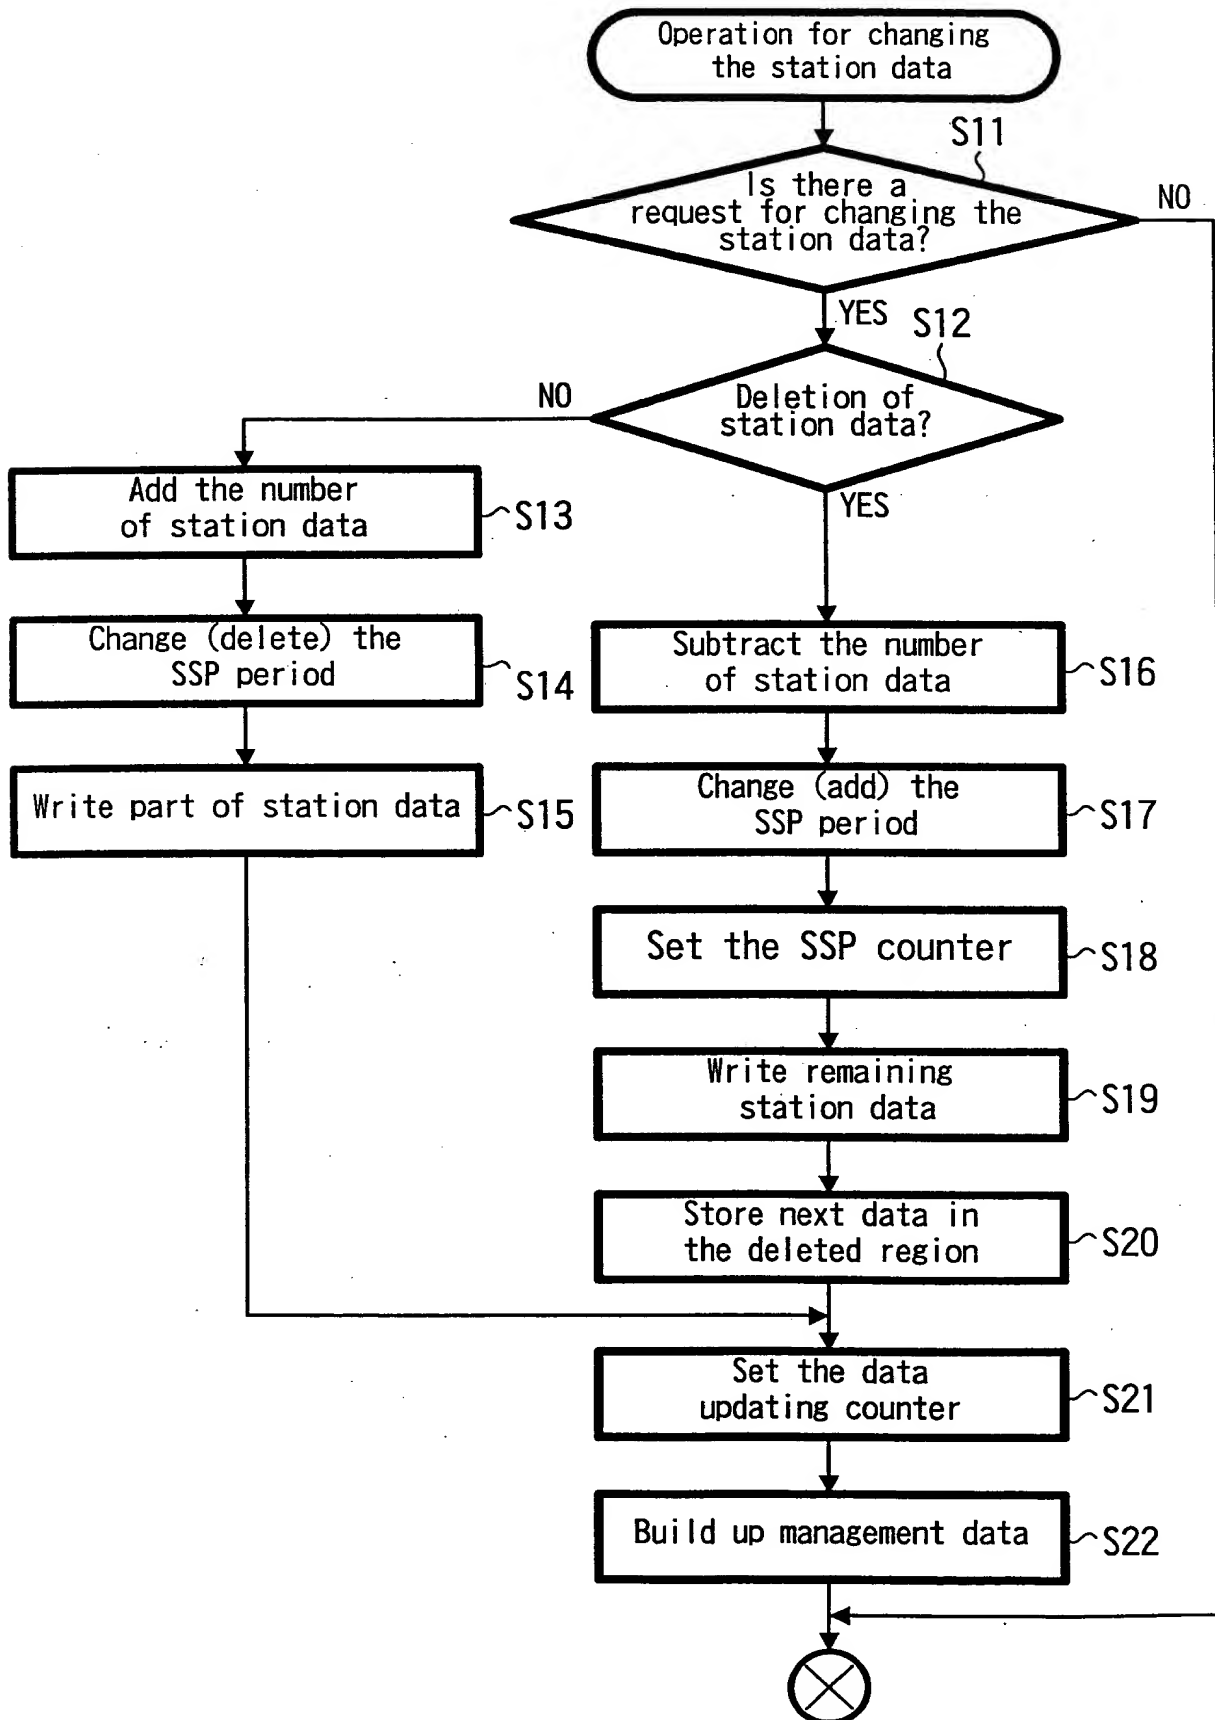 Operation for changing
the station data
S11
Is there a
request for changing the
station data?
NO
YES
S12
Deletion of
station data?
NO
YES
Add the number
of station data
S13
Change (delete) the
SSP period
S14
Write part of station data
S15
Subtract the number
of station data
S16
Change (add) the
SSP period
S17
Set the SSP counter
S18
Write remaining
station data
S19
Store next data in
the deleted region
S20
Set the data
updating counter
S21
Build up management data
S22